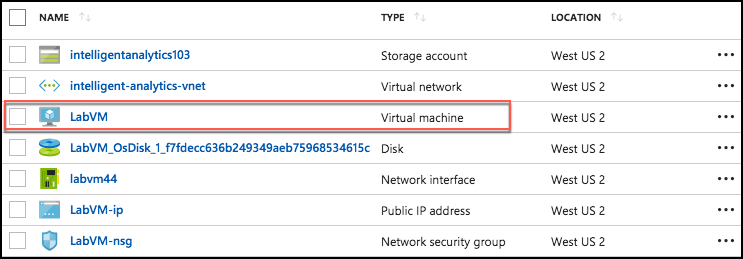 NAME TYPE LOCATION
intelligentanalytics103 Storage account West US 2
intelligent-analytics-vnet Virtual network West US 2
LabVM Virtual machine West US 2
LabVM_OsDisk_1_f7fdecc636b249349aeb75968534615c Disk West US 2
labvm44 Network interface West US 2
LabVM-ip Public IP address West US 2
LabVM-nsg Network security group West US 2